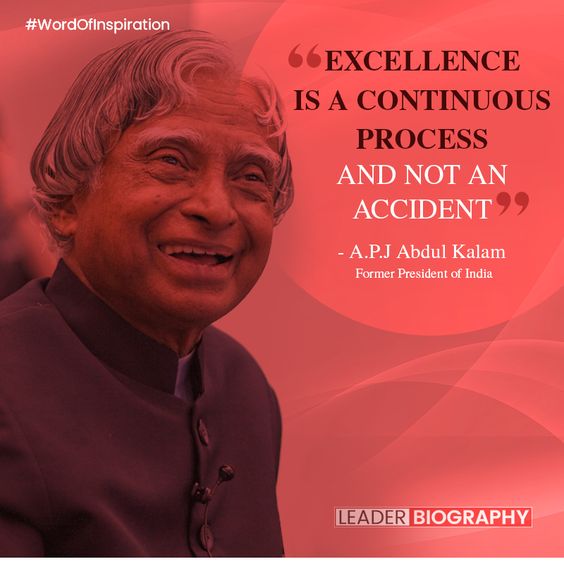 #WordOfInspiration
“EXCELLENCE
IS A CONTINUOUS
PROCESS
AND NOT AN
ACCIDENT”
- A.P.J Abdul Kalam
Former President of India
LEADER BIOGRAPHY